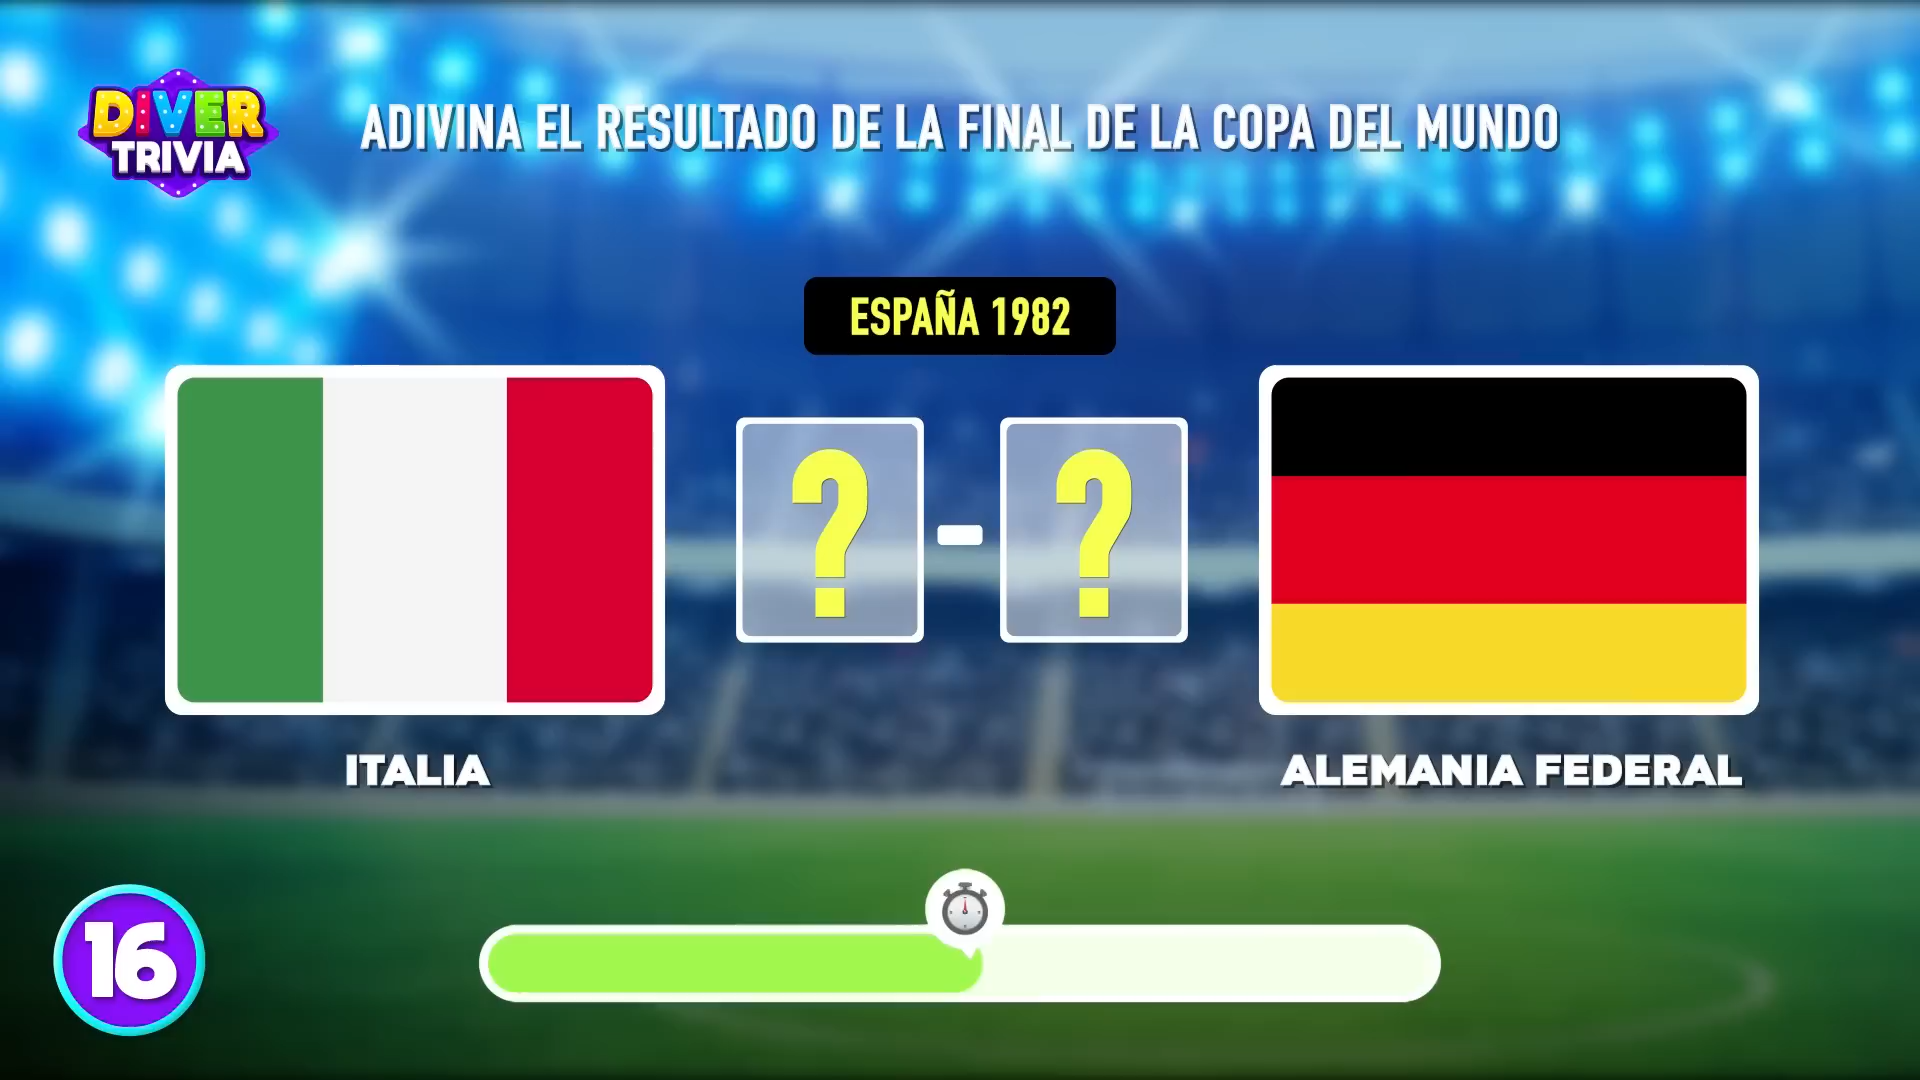 DIVER
TRIVIA
ADIVINA EL RESULTADO DE LA FINAL DE LA COPA DEL MUNDO
ESPAÑA 1982
? - ?
ITALIA
ALEMANIA FEDERAL
16